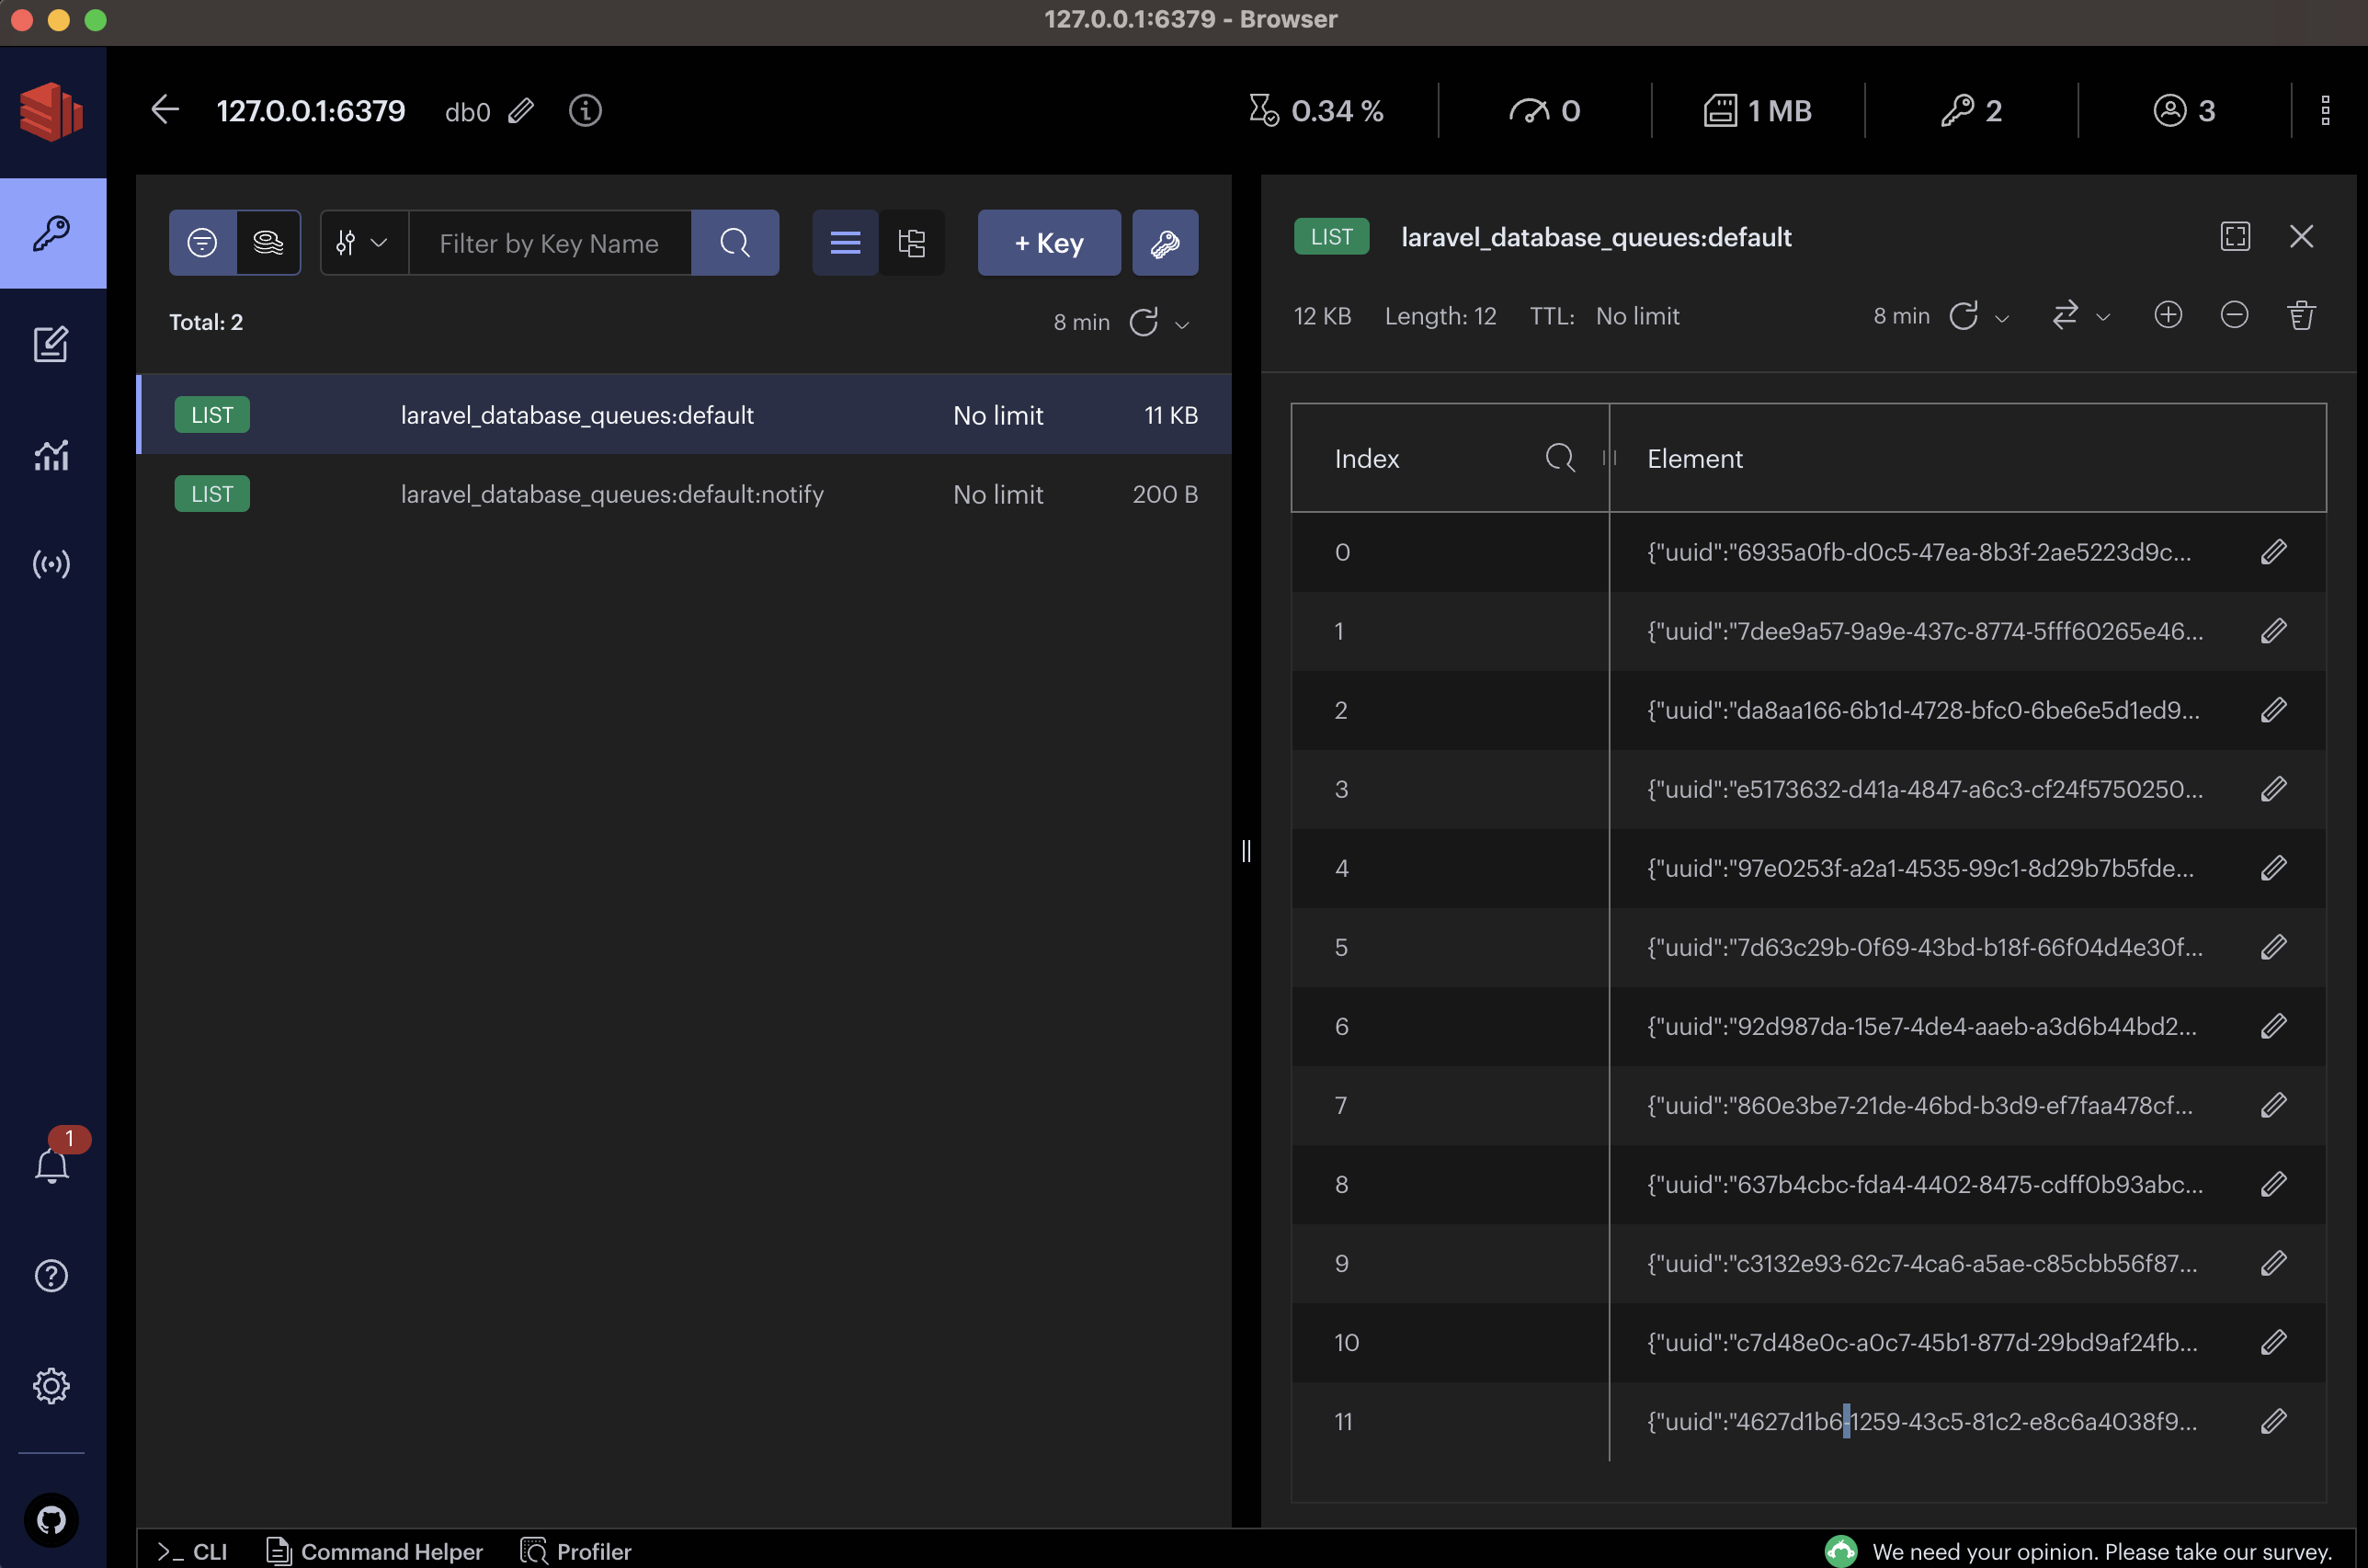 127.0.0.1:6379 - Browser
127.0.0.1:6379 db0 0.34 % 0 1 MB 2 3
Filter by Key Name + Key
Total: 2 8 min
LIST laravel_database_queues:default No limit 11 KB
LIST laravel_database_queues:default:notify No limit 200 B
LIST laravel_database_queues:default
12 KB Length: 12 TTL: No limit 8 min
Index Element
0 {"uuid":"6935a0fb-d0c5-47ea-8b3f-2ae5223d9c...
1 {"uuid":"7dee9a57-9a9e-437c-8774-5fff60265e46...
2 {"uuid":"da8aa166-6b1d-4728-bfc0-6be6e5d1ed9...
3 {"uuid":"e5173632-d41a-4847-a6c3-cf24f5750250...
4 {"uuid":"97e0253f-a2a1-4535-99c1-8d29b7b5fde...
5 {"uuid":"7d63c29b-0f69-43bd-b18f-66f04d4e30f...
6 {"uuid":"92d987da-15e7-4de4-aaeb-a3d6b44bd2...
7 {"uuid":"860e3be7-21de-46bd-b3d9-ef7faa478cf...
8 {"uuid":"637b4cbc-fda4-4402-8475-cdff0b93abc...
9 {"uuid":"c3132e93-62c7-4ca6-a5ae-c85cbb56f87...
10 {"uuid":"c7d48e0c-a0c7-45b1-877d-29bd9af24fb...
11 {"uuid":"4627d1b6-1259-43c5-81c2-e8c6a4038f9...
1
>_ CLI Command Helper Profiler We need your opinion. Please take our survey.